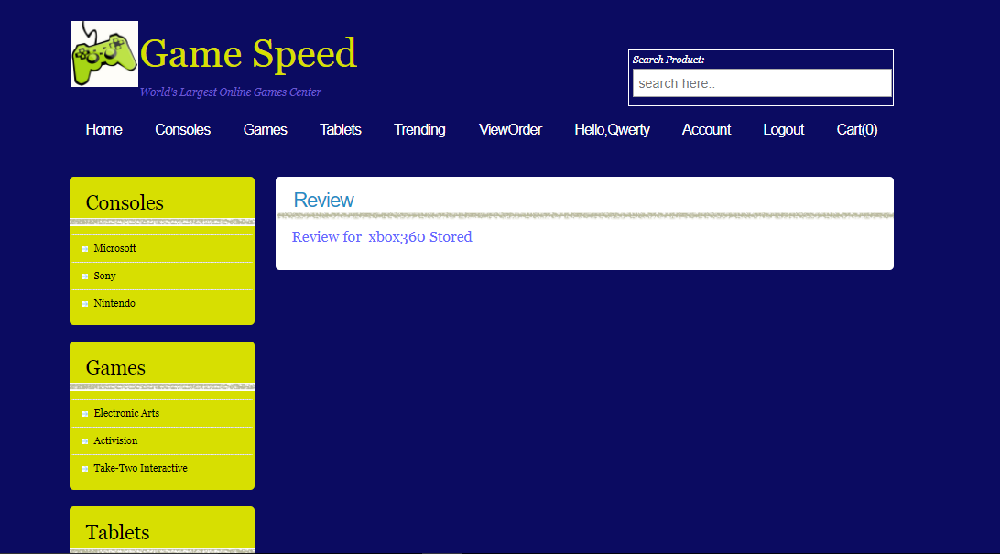 Game Speed
World's Largest Online Games Center
Search Product:
search here..
Home Consoles Games Tablets Trending ViewOrder Hello,Qwerty Account Logout Cart(0)
Consoles
Microsoft
Sony
Nintendo
Review
Review for xbox360 Stored
Games
Electronic Arts
Activision
Take-Two Interactive
Tablets